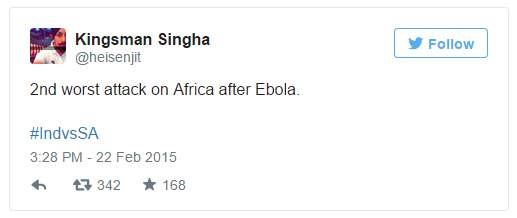 Kingsman Singha
@heisenjit
Follow
2nd worst attack on Africa after Ebola.
#IndvsSA
3:28 PM - 22 Feb 2015
342 168